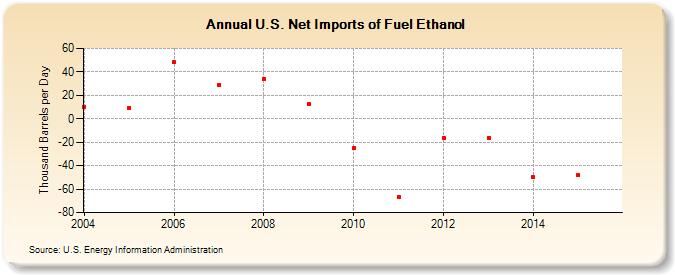 Annual U.S. Net Imports of Fuel Ethanol
Thousand Barrels per Day
60
40
20
0
-20
-40
-60
-80
2004 2006 2008 2010 2012 2014
Source: U.S. Energy Information Administration